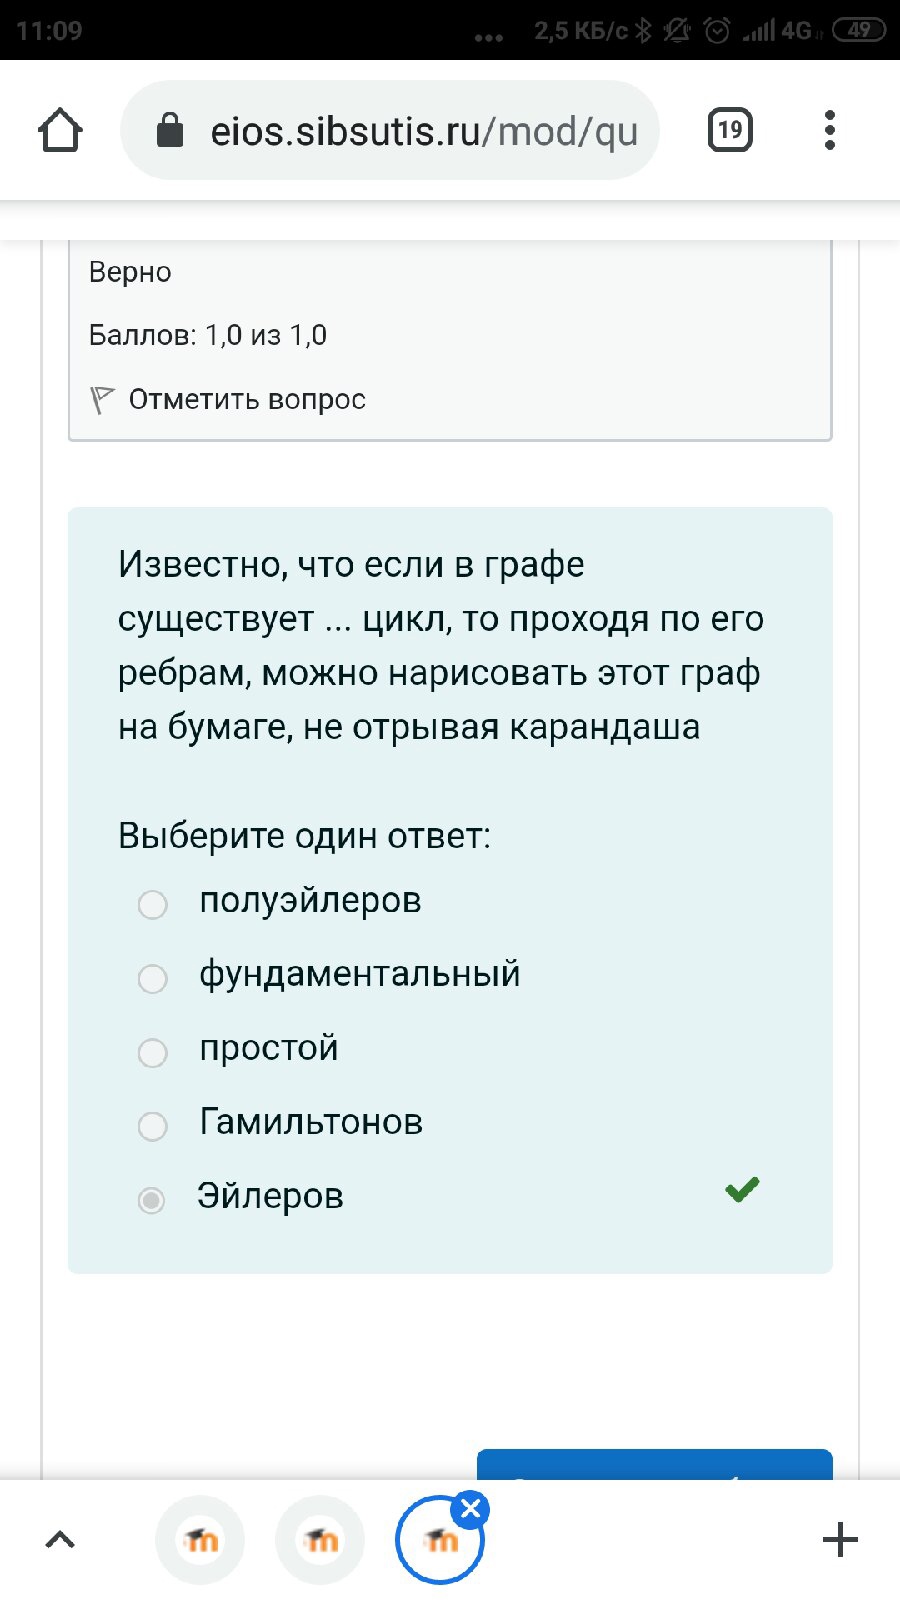 11:09 ... 2,5 КБ/с 4G 49
eios.sibsutis.ru/mod/qu 19
Верно
Баллов: 1,0 из 1,0
Отметить вопрос
Известно, что если в графе
существует ... цикл, то проходя по его
ребрам, можно нарисовать этот граф
на бумаге, не отрывая карандаша
Выберите один ответ:
полуэйлеров
фундаментальный
простой
Гамильтонов
Эйлеров